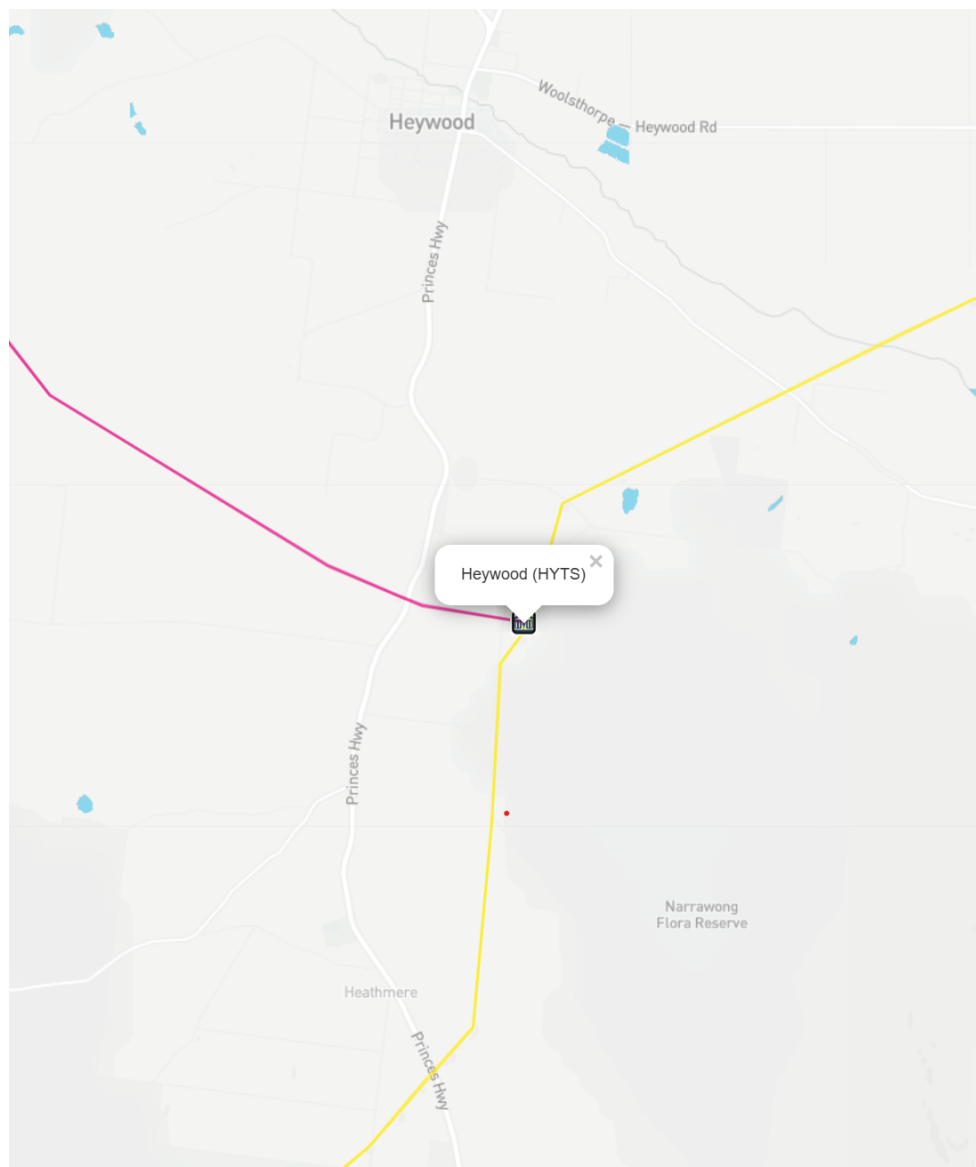 Woolsthorpe — Heywood Rd
Heywood
Princes Hwy
Heywood (HYTS)
×
Princes Hwy
Narrawong
Flora Reserve
Heathmere
Princes Hwy